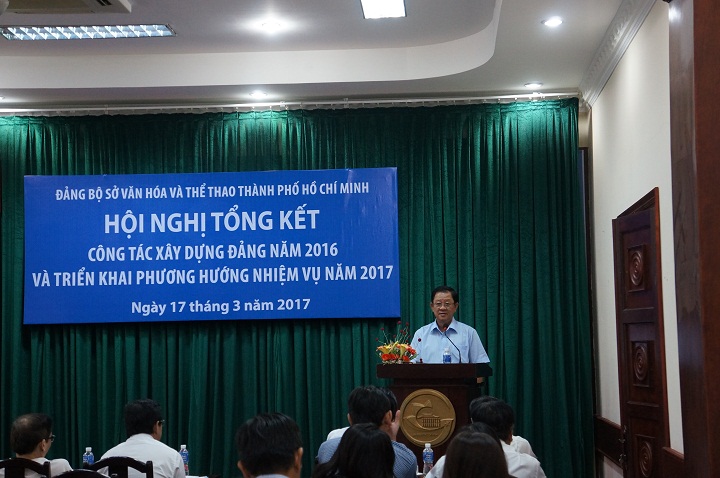 ĐẢNG BỘ SỞ VĂN HÓA VÀ THỂ THAO THÀNH PHỐ HỒ CHÍ MINH
HỘI NGHỊ TỔNG KẾT
CÔNG TÁC XÂY DỰNG ĐẢNG NĂM 2016
VÀ TRIỂN KHAI PHƯƠNG HƯỚNG NHIỆM VỤ NĂM 2017
Ngày 17 tháng 3 năm 2017